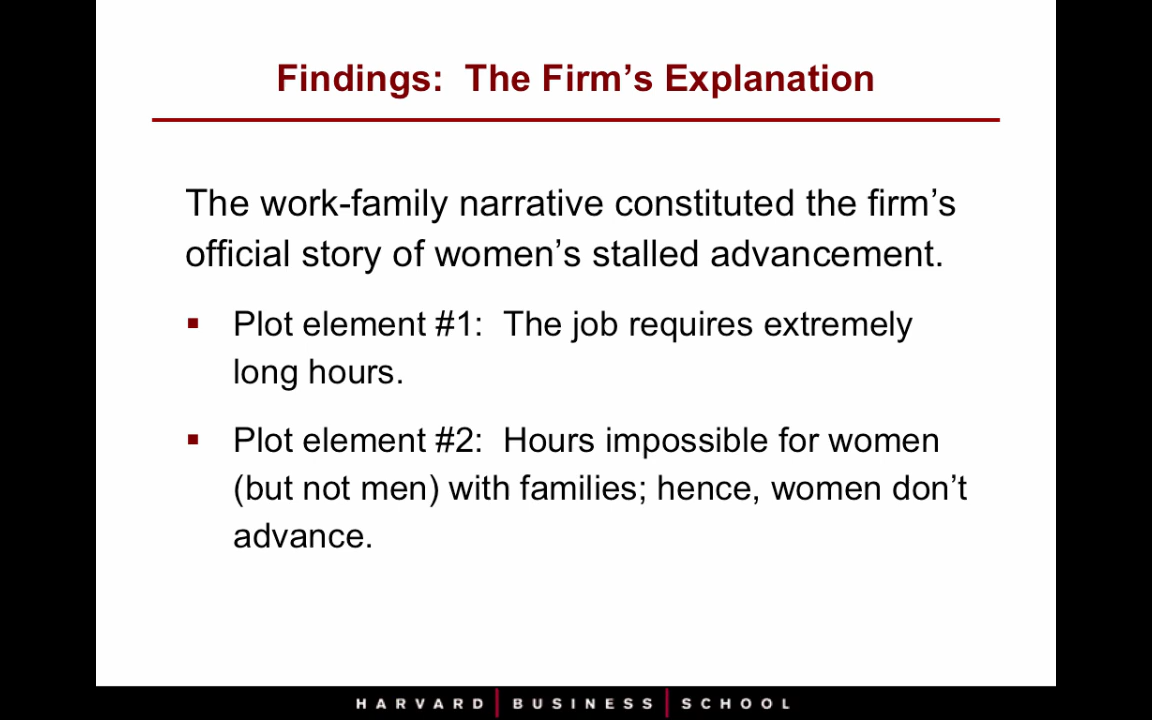 Findings:  The Firm’s Explanation
The work-family narrative constituted the firm’s
official story of women’s stalled advancement.
▪ Plot element #1:  The job requires extremely
long hours.
▪ Plot element #2:  Hours impossible for women
(but not men) with families; hence, women don’t
advance.
HARVARD | BUSINESS | SCHOOL